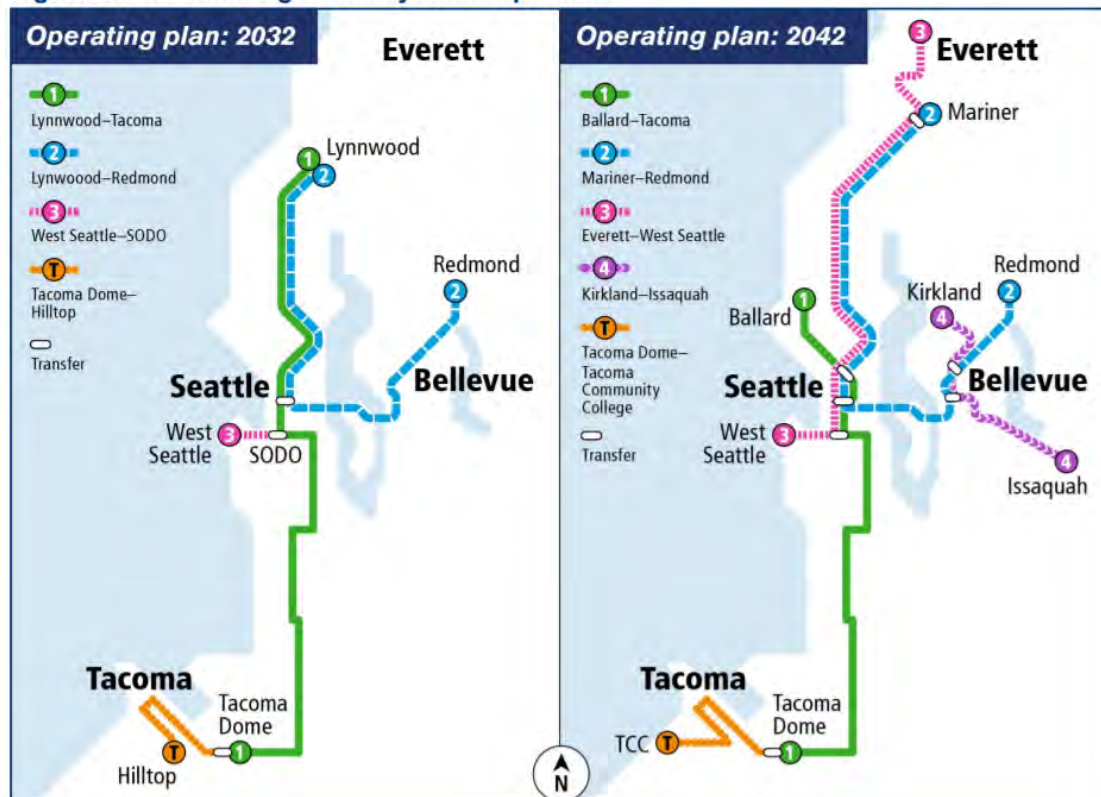 Operating plan: 2032
1
Lynnwood–Tacoma
2
Lynwoood–Redmond
3
West Seattle–SODO
T
Tacoma Dome–
Hilltop
Transfer
Everett
1
Lynnwood
2
Redmond
2
Seattle
Bellevue
West
Seattle
3
SODO
Tacoma
Tacoma
Dome
T
1
Hilltop
N
Operating plan: 2042
1
Ballard–Tacoma
2
Mariner–Redmond
3
Everett–West Seattle
4
Kirkland–Issaquah
T
Tacoma Dome–
Tacoma
Community
College
Transfer
3
Everett
2
Mariner
Redmond
Kirkland
2
1
4
Ballard
Seattle
Bellevue
West
Seattle
3
4
Issaquah
Tacoma
Tacoma
Dome
TCC
T
1